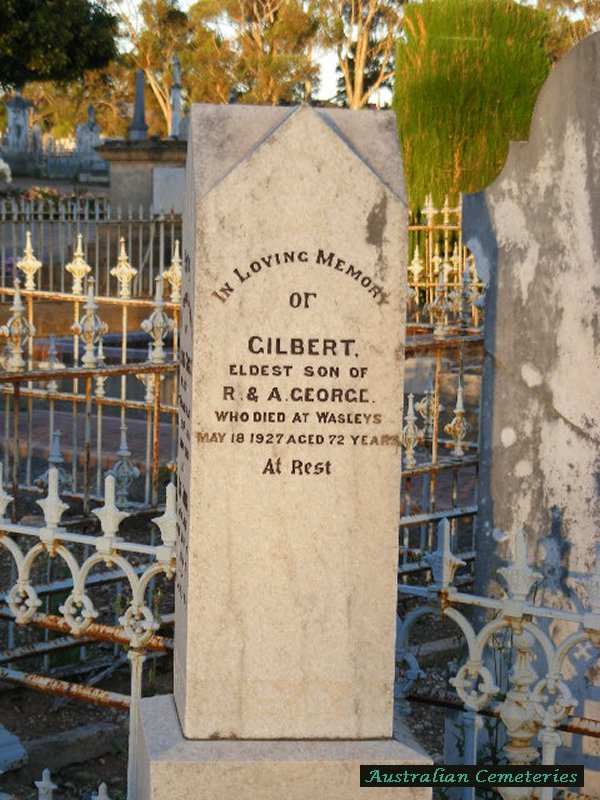 In Loving Memory
OF
GILBERT,
ELDEST SON OF
R. & A. GEORGE.
WHO DIED AT WASLEYS
MAY 18 1927 AGED 72 YEARS
At Rest
Australian Cemeteries